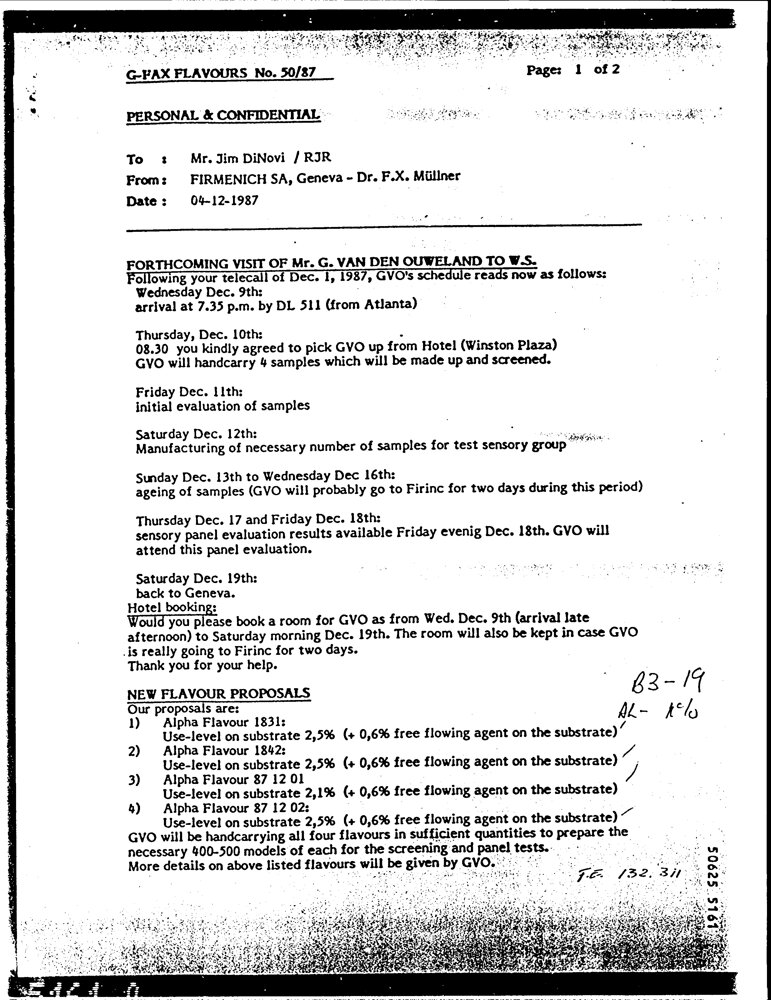 G-FAX FLAVOURS No. 50/87 Page: 1 of 2
PERSONAL & CONFIDENTIAL
To : Mr. Jim DiNovi / RJR
From: FIRMENICH SA, Geneva - Dr. F.X. Müllner
Date : 04-12-1987
FORTHCOMING VISIT OF Mr. G. VAN DEN OUWELAND TO W.S.
Following your telecall of Dec. 1, 1987, GVO's schedule reads now as follows:
Wednesday Dec. 9th:
arrival at 7.35 p.m. by DL 511 (from Atlanta)
Thursday, Dec. 10th:
08.30 you kindly agreed to pick GVO up from Hotel (Winston Plaza)
GVO will handcarry 4 samples which will be made up and screened.
Friday Dec. 11th:
initial evaluation of samples
Saturday Dec. 12th:
Manufacturing of necessary number of samples for test sensory group
Sunday Dec. 13th to Wednesday Dec 16th:
ageing of samples (GVO will probably go to Firinc for two days during this period)
Thursday Dec. 17 and Friday Dec. 18th:
sensory panel evaluation results available Friday evenig Dec. 18th. GVO will
attend this panel evaluation.
Saturday Dec. 19th:
back to Geneva.
Hotel booking:
Would you please book a room for GVO as from Wed. Dec. 9th (arrival late
afternoon) to Saturday morning Dec. 19th. The room will also be kept in case GVO
is really going to Firinc for two days.
Thank you for your help.
B3-19
NEW FLAVOUR PROPOSALS
Our proposals are:
AL-
1) Alpha Flavour 1831:
Use-level on substrate 2,5% (+ 0,6% free flowing agent on the substrate)
2) Alpha Flavour 1842:
Use-level on substrate 2,5% (+ 0,6% free flowing agent on the substrate)
3) Alpha Flavour 87 12 01
Use-level on substrate 2,1% (+ 0,6% free flowing agent on the substrate)
4) Alpha Flavour 87 12 02:
Use-level on substrate 2,5% (+ 0,6% free flowing agent on the substrate)
GVO will be handcarrying all four flavours in sufficient quantities to prepare the
necessary 400-500 models of each for the screening and panel tests.
More details on above listed flavours will be given by GVO.
132. 311
50625 5161